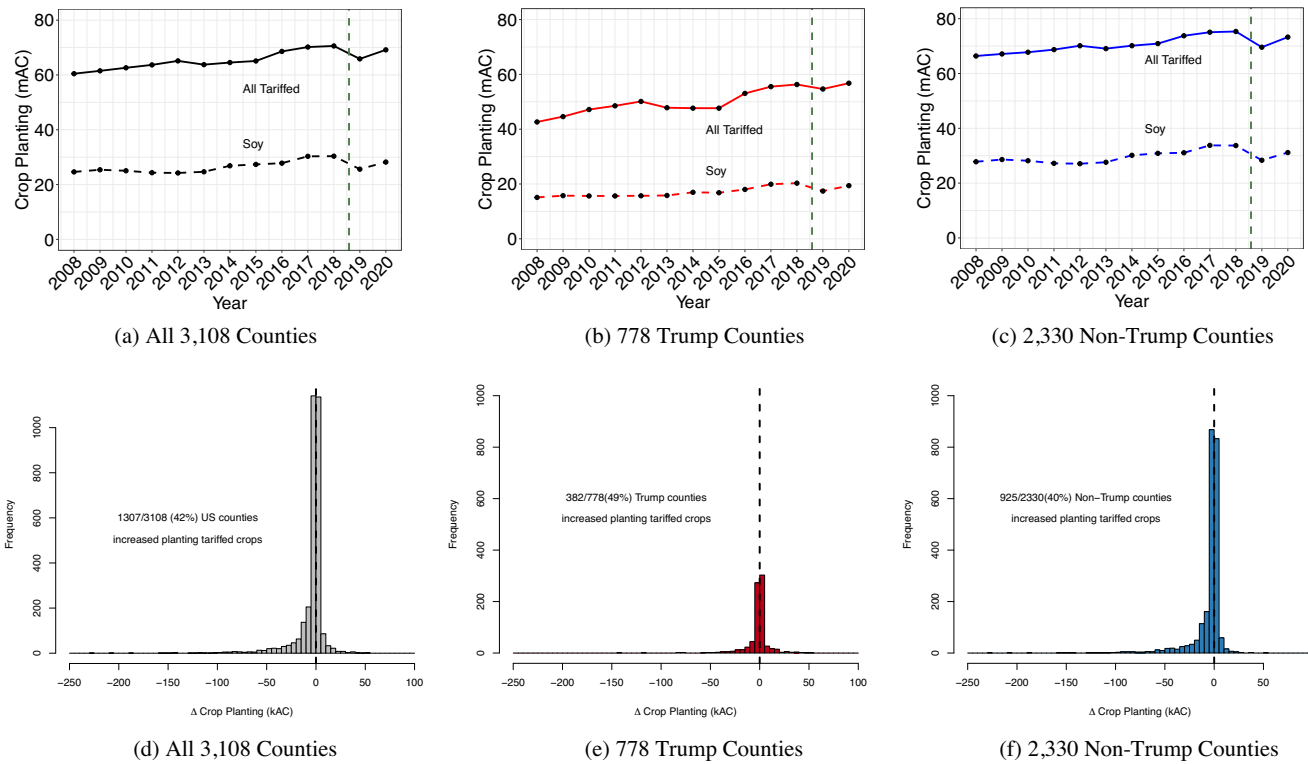 Crop Planting (mAC)
80
60
40
20
0
All Tariffed
Soy
2008 2009 2010 2011 2012 2013 2014 2015 2016 2017 2018 2019 2020
Year
(a) All 3,108 Counties
Crop Planting (mAC)
80
60
40
20
0
All Tariffed
Soy
2008 2009 2010 2011 2012 2013 2014 2015 2016 2017 2018 2019 2020
Year
(b) 778 Trump Counties
Crop Planting (mAC)
80
60
40
20
0
All Tariffed
Soy
2008 2009 2010 2011 2012 2013 2014 2015 2016 2017 2018 2019 2020
Year
(c) 2,330 Non-Trump Counties
Frequency
1000
800
600
400
200
0
1307/3108 (42%) US counties
increased planting tariffed crops
−250 −200 −150 −100 −50 0 50 100
Δ Crop Planting (kAC)
(d) All 3,108 Counties
Frequency
1000
800
600
400
200
0
382/778(49%) Trump counties
increased planting tariffed crops
−250 −200 −150 −100 −50 0 50 100
Δ Crop Planting (kAC)
(e) 778 Trump Counties
Frequency
1000
800
600
400
200
0
925/2330(40%) Non−Trump counties
increased planting tariffed crops
−250 −200 −150 −100 −50 0 50
Δ Crop Planting (kAC)
(f) 2,330 Non-Trump Counties